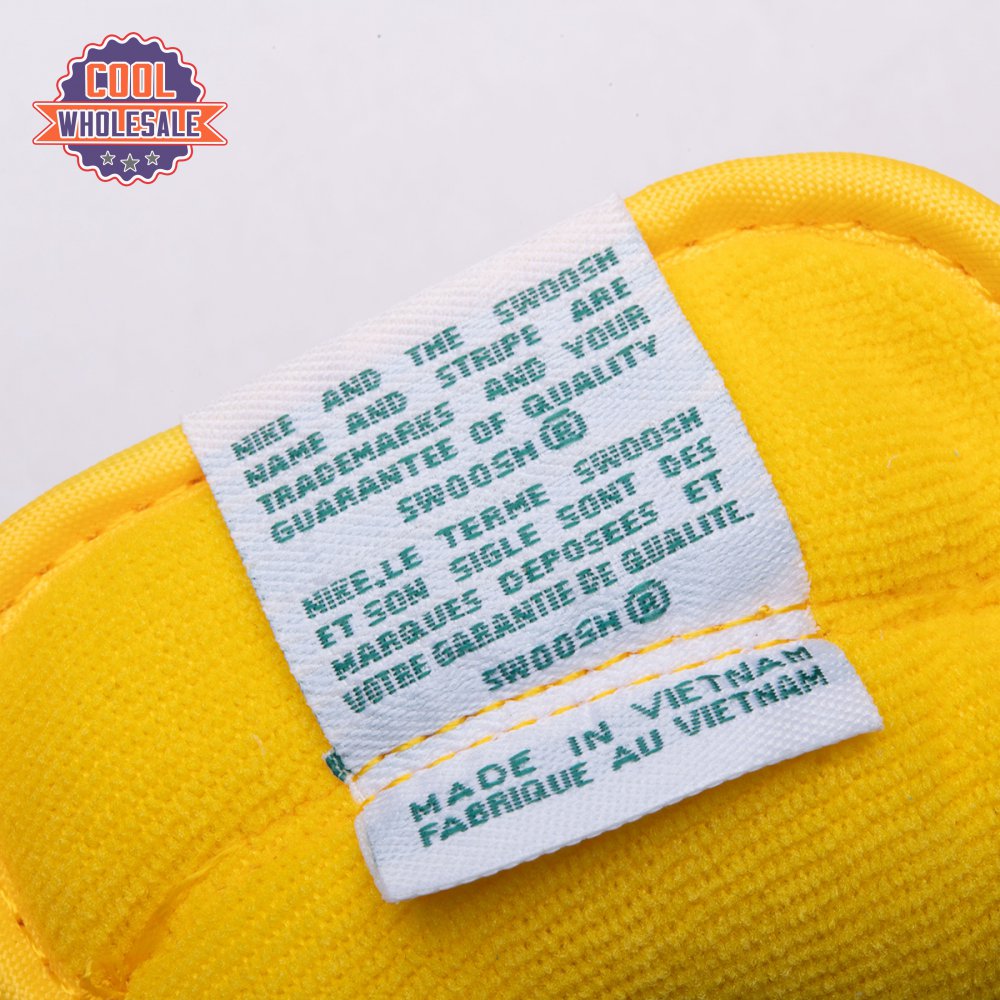 COOL
WHOLESALE
NIKE AND THE SWOOSH
NAME AND STRIPE ARE
TRADEMARKS AND YOUR
GUARANTEE OF QUALITY
SWOOSH®
NIKE.LE TERME SWOOSH
ET SON SIGLE SONT DES
MARQUES DEPOSEES ET
VOTRE GARANTIE DE QUALITE.
SWOOSH®
MADE IN VIETNAM
FABRIQUE AU VIETNAM